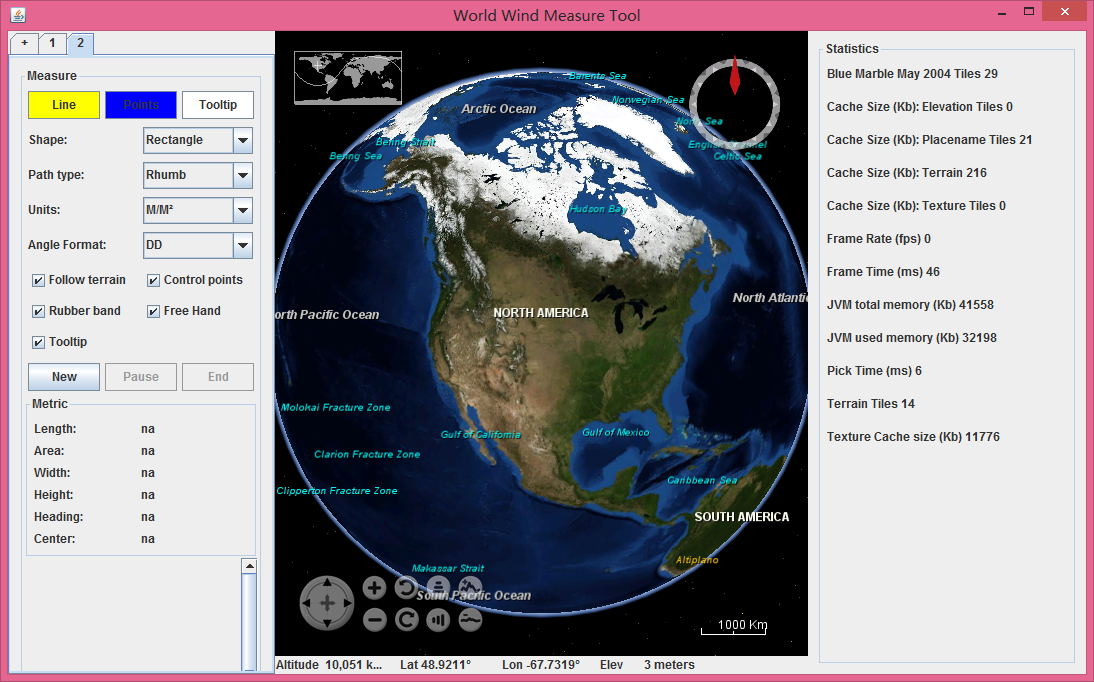 World Wind Measure Tool
+ 1 2
Measure
Line Points Tooltip
Shape: Rectangle
Path type: Rhumb
Units: M/M²
Angle Format: DD
Follow terrain Control points
Rubber band Free Hand
Tooltip
New Pause End
Metric
Length: na
Area: na
Width: na
Height: na
Heading: na
Center: na
Barents Sea
Norwegian Sea
Arctic Ocean
North Sea
Bering Strait
English Channel
Bering Sea
Celtic Sea
Hudson Bay
North Atlantic
orth Pacific Ocean
NORTH AMERICA
Molokai Fracture Zone
Gulf of California
Gulf of Mexico
Clarion Fracture Zone
Caribbean Sea
Clipperton Fracture Zone
SOUTH AMERICA
Altiplano
Makassar Strait
South Pacific Ocean
1000 Km
Altitude 10,051 k... Lat 48.9211° Lon -67.7319° Elev 3 meters
Statistics
Blue Marble May 2004 Tiles 29
Cache Size (Kb): Elevation Tiles 0
Cache Size (Kb): Placename Tiles 21
Cache Size (Kb): Terrain 216
Cache Size (Kb): Texture Tiles 0
Frame Rate (fps) 0
Frame Time (ms) 46
JVM total memory (Kb) 41558
JVM used memory (Kb) 32198
Pick Time (ms) 6
Terrain Tiles 14
Texture Cache size (Kb) 11776